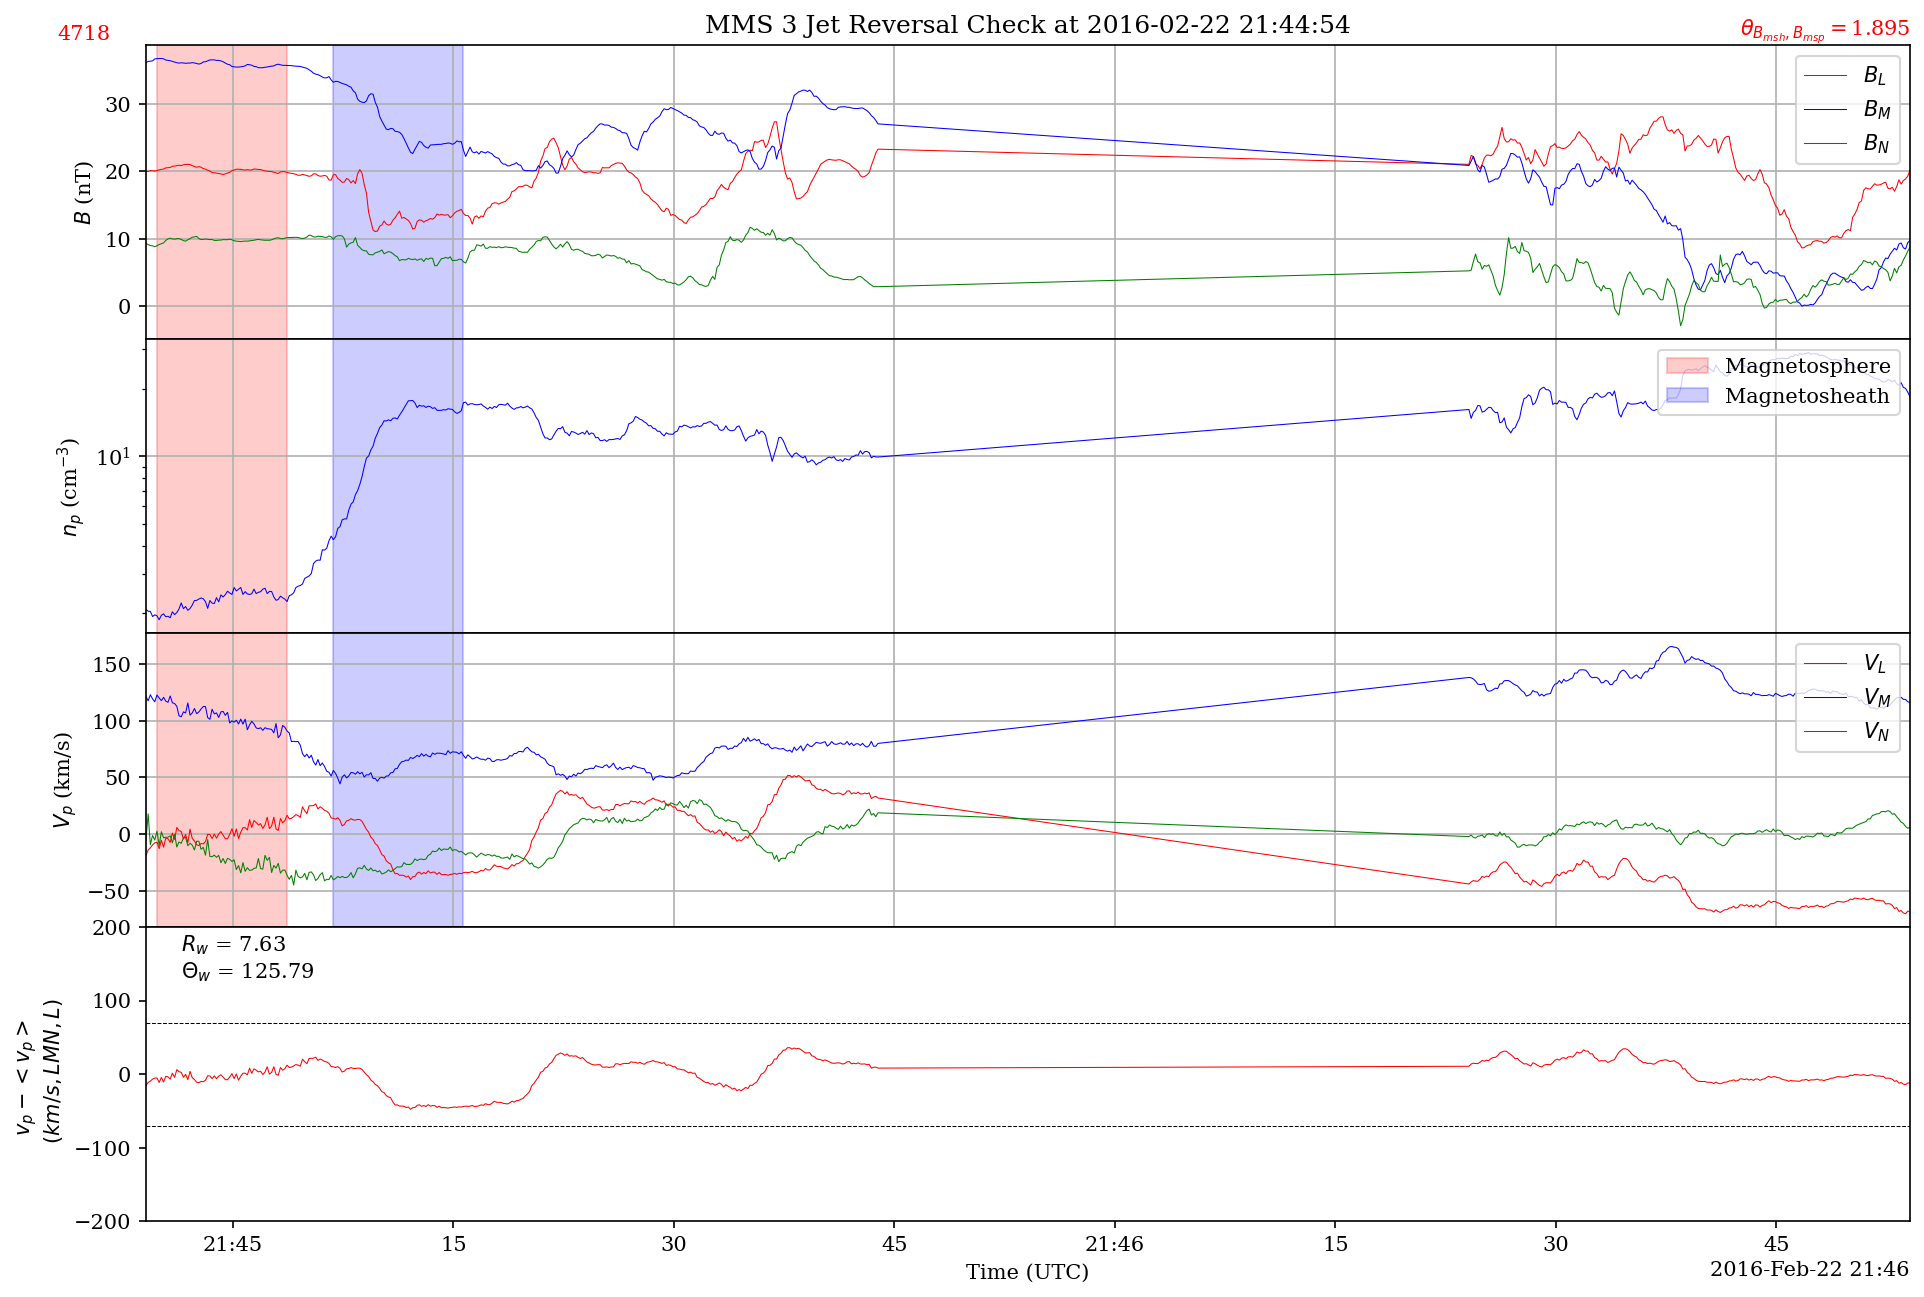 MMS 3 Jet Reversal Check at 2016-02-22 21:44:54
4718
θ_{B_{msh}, B_{msp}} = 1.895
B_L
B_M
B_N
30
20
10
0
B (nT)
Magnetosphere
Magnetosheath
10^1
n_p (cm^{−3})
V_L
V_M
V_N
150
100
50
0
−50
V_p (km/s)
R_w = 7.63
Θ_w = 125.79
200
100
0
−100
−200
v_p − < v_p >
(km/s, LMN, L)
21:45 15 30 45 21:46 15 30 45
Time (UTC)
2016-Feb-22 21:46